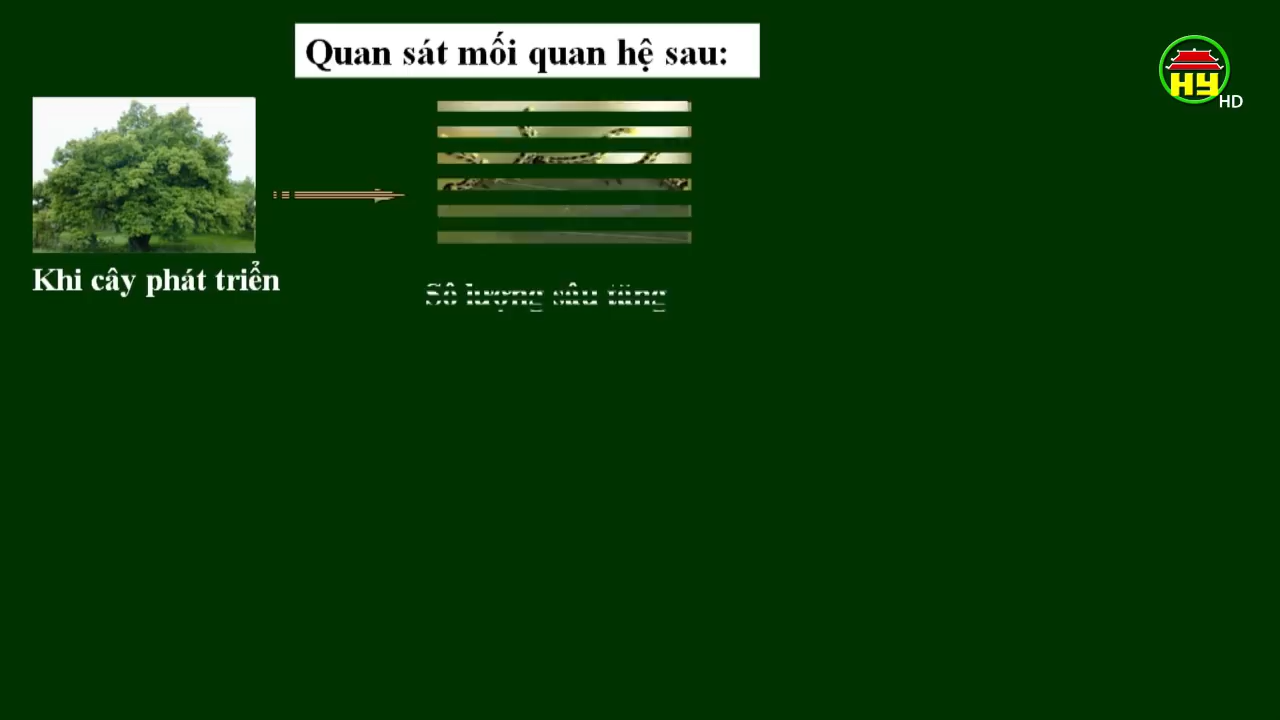 Quan sát mối quan hệ sau:
HY
HD
Khi cây phát triển
Số lượng sâu tăng